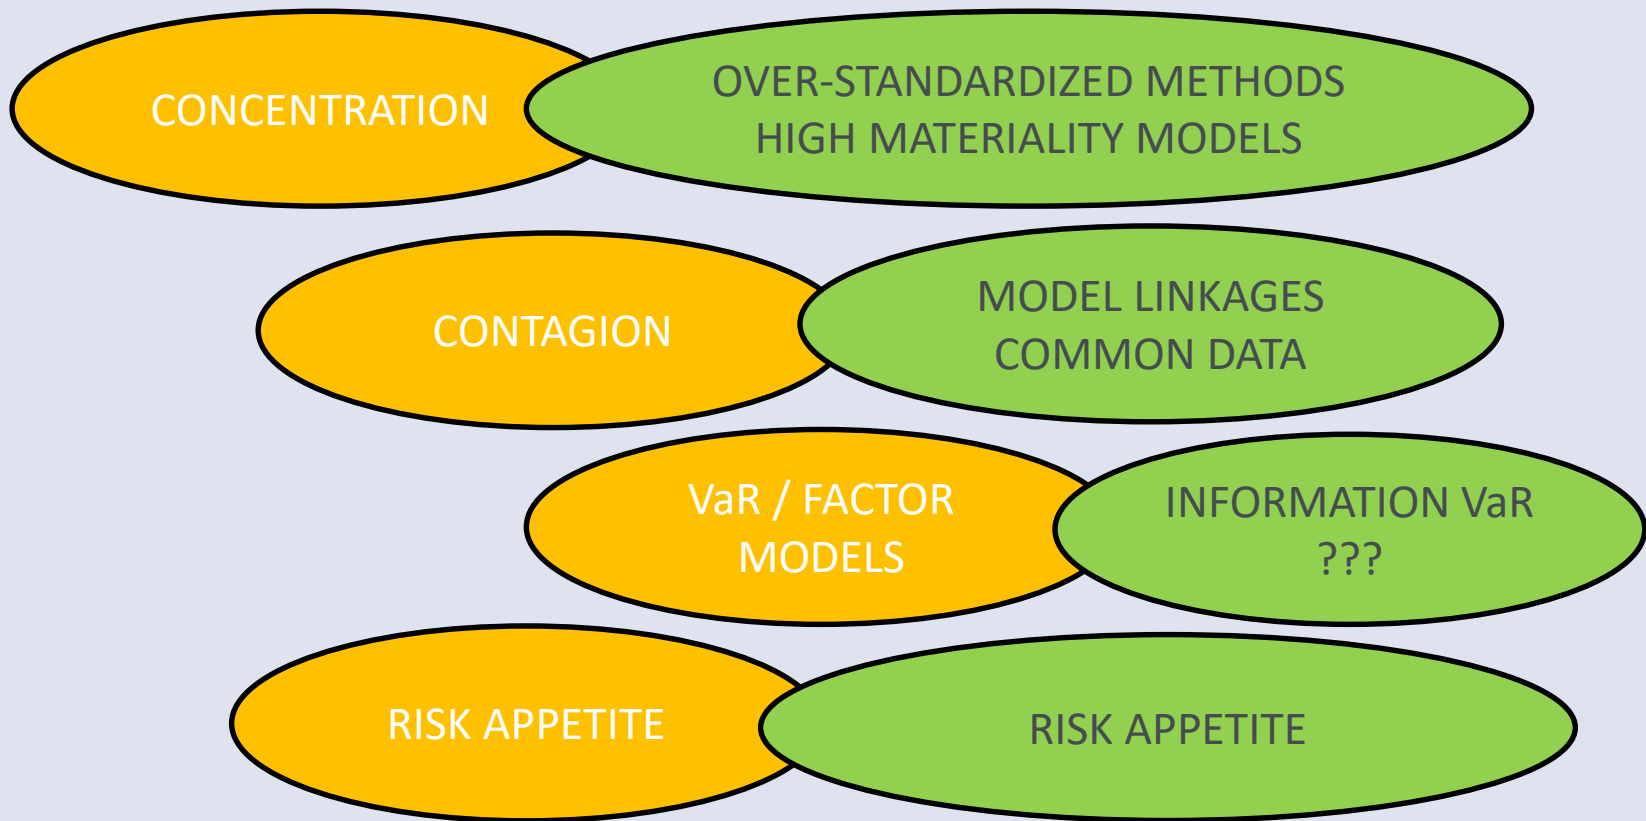 CONCENTRATION
OVER-STANDARDIZED METHODS
HIGH MATERIALITY MODELS
CONTAGION
MODEL LINKAGES
COMMON DATA
VaR / FACTOR
MODELS
INFORMATION VaR
???
RISK APPETITE
RISK APPETITE